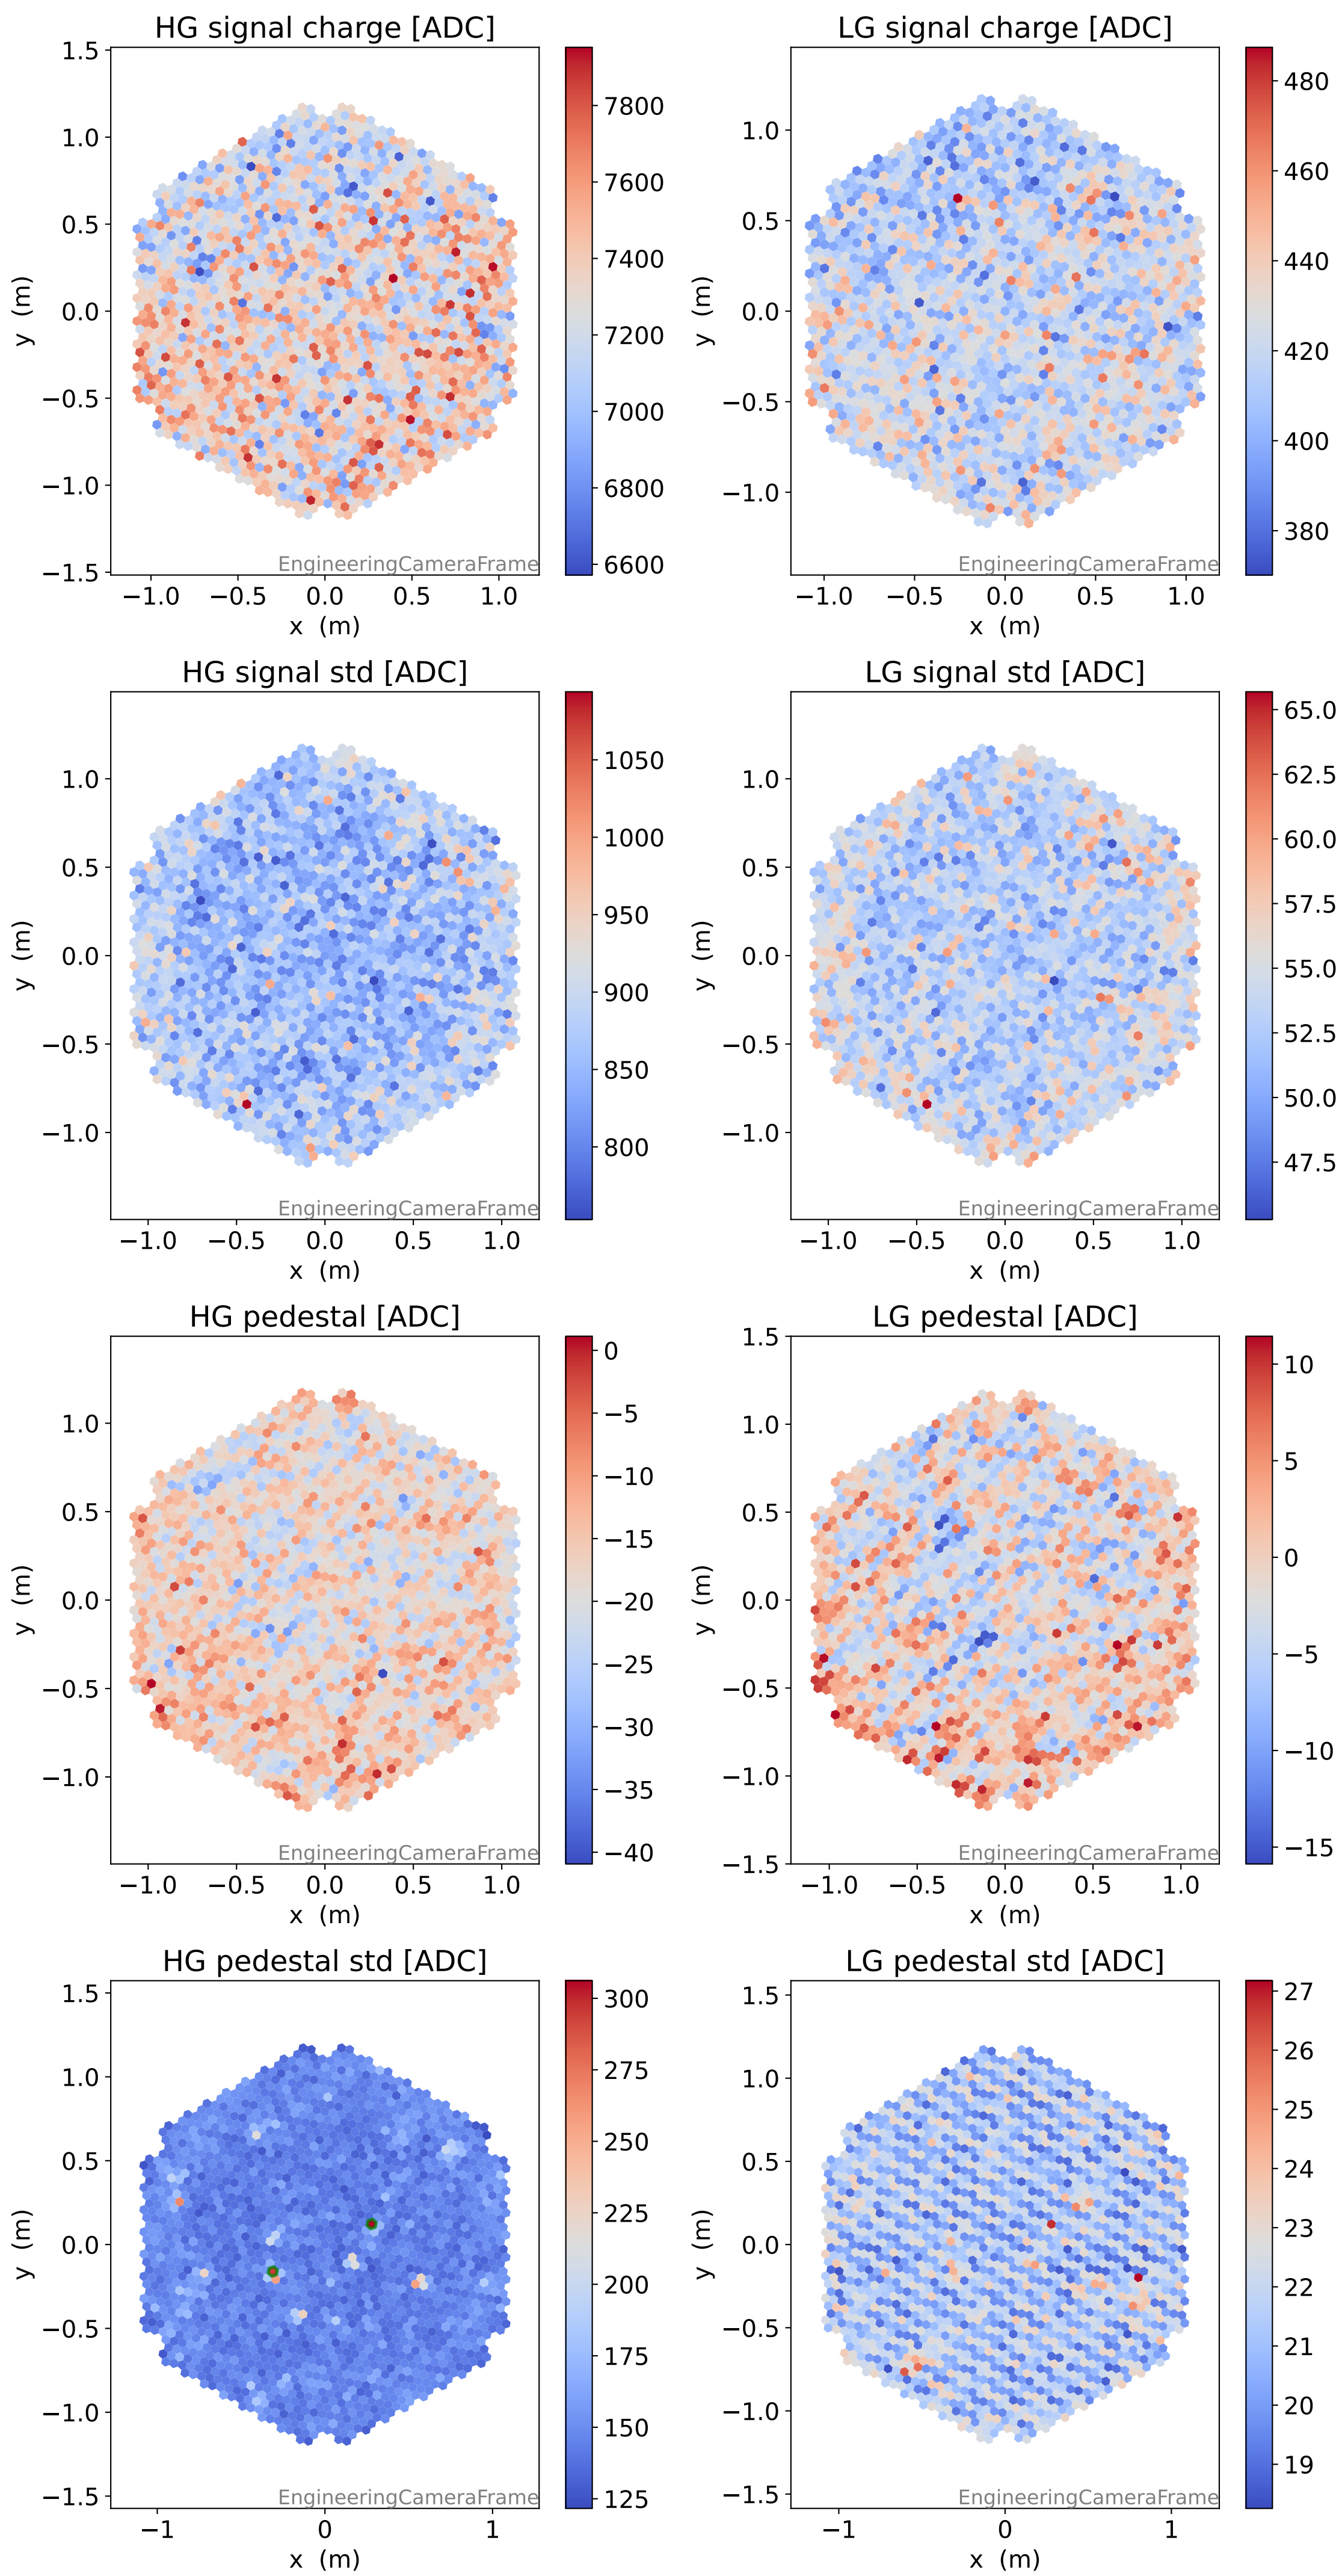 HG signal charge [ADC]
1.5
1.0
0.5
0.0
−0.5
−1.0
−1.5
y (m)
−1.0 −0.5 0.0 0.5 1.0
x (m)
EngineeringCameraFrame
7800
7600
7400
7200
7000
6800
6600
LG signal charge [ADC]
1.0
0.5
0.0
−0.5
−1.0
y (m)
−1.0 −0.5 0.0 0.5 1.0
x (m)
EngineeringCameraFrame
480
460
440
420
400
380
HG signal std [ADC]
1.0
0.5
0.0
−0.5
−1.0
y (m)
−1.0 −0.5 0.0 0.5 1.0
x (m)
EngineeringCameraFrame
1050
1000
950
900
850
800
LG signal std [ADC]
1.0
0.5
0.0
−0.5
−1.0
y (m)
−1.0 −0.5 0.0 0.5 1.0
x (m)
EngineeringCameraFrame
65.0
62.5
60.0
57.5
55.0
52.5
50.0
47.5
HG pedestal [ADC]
1.0
0.5
0.0
−0.5
−1.0
y (m)
−1.0 −0.5 0.0 0.5 1.0
x (m)
EngineeringCameraFrame
0
−5
−10
−15
−20
−25
−30
−35
−40
LG pedestal [ADC]
1.5
1.0
0.5
0.0
−0.5
−1.0
−1.5
y (m)
−1.0 −0.5 0.0 0.5 1.0
x (m)
EngineeringCameraFrame
10
5
0
−5
−10
−15
HG pedestal std [ADC]
1.5
1.0
0.5
0.0
−0.5
−1.0
−1.5
y (m)
−1 0 1
x (m)
EngineeringCameraFrame
300
275
250
225
200
175
150
125
LG pedestal std [ADC]
1.5
1.0
0.5
0.0
−0.5
−1.0
−1.5
y (m)
−1 0 1
x (m)
EngineeringCameraFrame
27
26
25
24
23
22
21
20
19